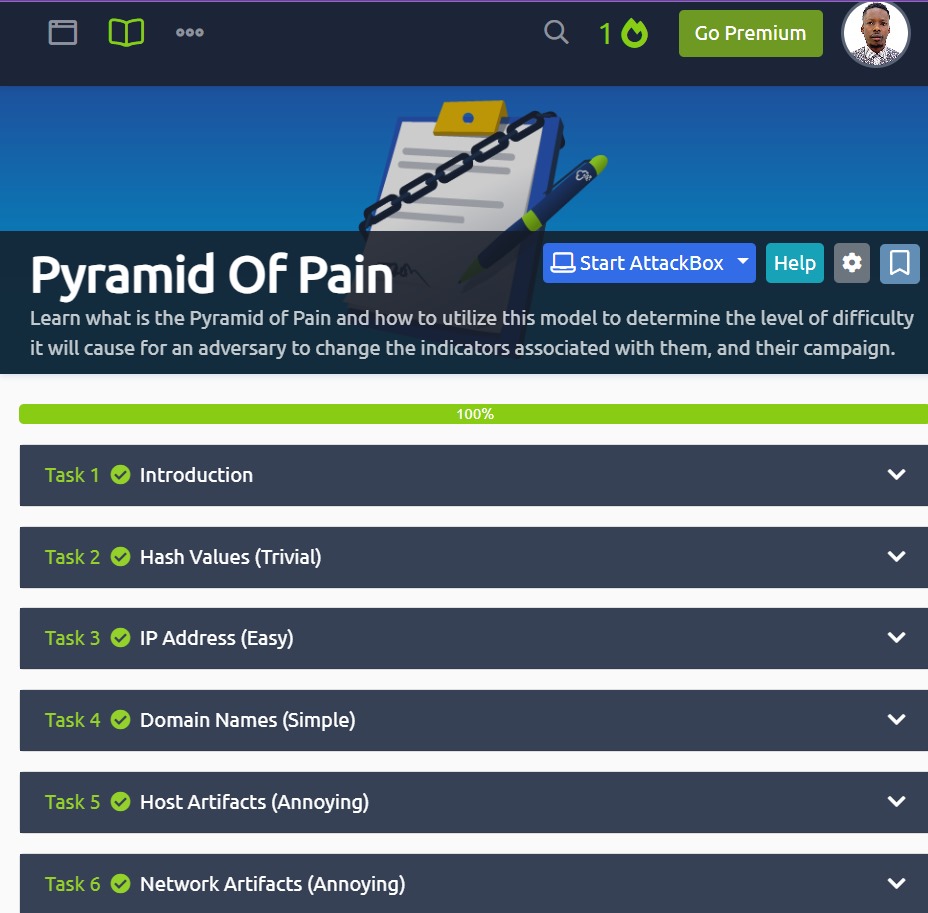 1
Go Premium
Pyramid Of Pain
Start AttackBox
Help
Learn what is the Pyramid of Pain and how to utilize this model to determine the level of difficulty
it will cause for an adversary to change the indicators associated with them, and their campaign.
100%
Task 1 Introduction
Task 2 Hash Values (Trivial)
Task 3 IP Address (Easy)
Task 4 Domain Names (Simple)
Task 5 Host Artifacts (Annoying)
Task 6 Network Artifacts (Annoying)